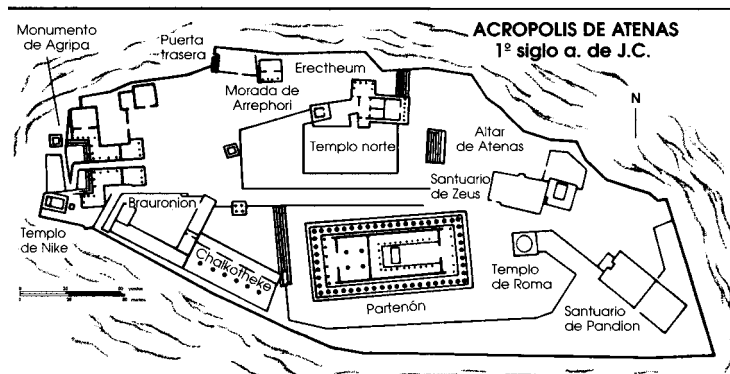 ACROPOLIS DE ATENAS
1º siglo a. de J.C.
Monumento
de Agripa
Puerta
trasera
Erectheum
Morada de
Arrephori
N
Templo norte
Altar
de Atenas
Santuario
de Zeus
Brauronion
Templo
de Nike
Chalkotheke
Partenón
Templo
de Roma
Santuario
de Pandion